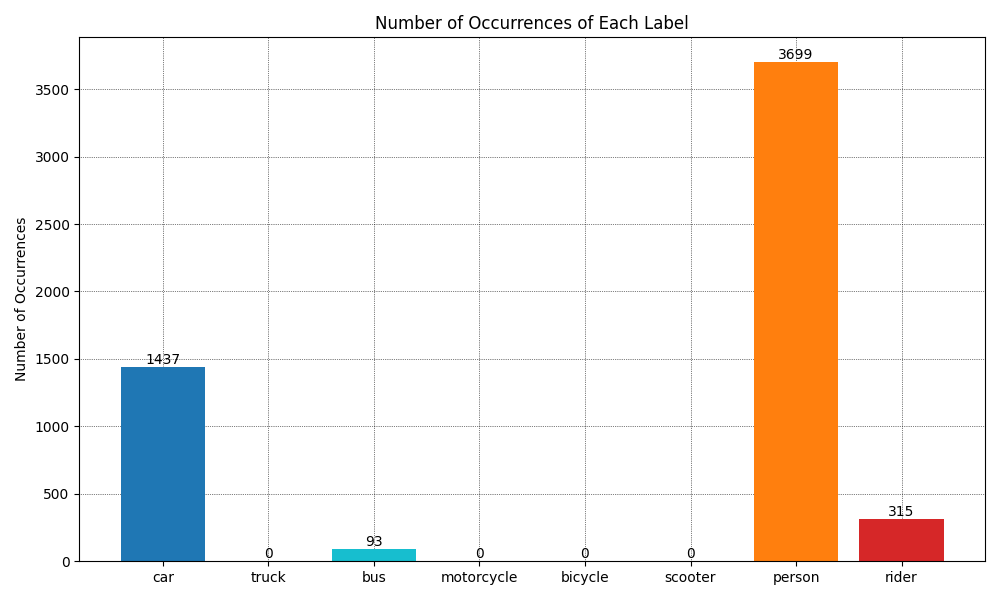 Number of Occurrences of Each Label
Number of Occurrences
3500
3000
2500
2000
1500
1000
500
0
1437
0
93
0
0
0
3699
315
car
truck
bus
motorcycle
bicycle
scooter
person
rider